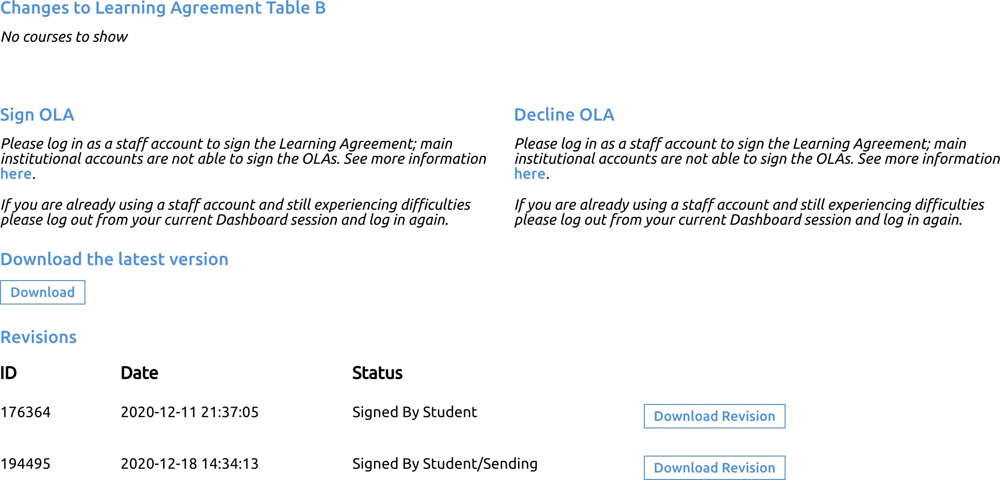 Changes to Learning Agreement Table B
No courses to show
Sign OLA
Please log in as a staff account to sign the Learning Agreement; main
institutional accounts are not able to sign the OLAs. See more information
here.
If you are already using a staff account and still experiencing difficulties
please log out from your current Dashboard session and log in again.
Decline OLA
Please log in as a staff account to sign the Learning Agreement; main
institutional accounts are not able to sign the OLAs. See more information
here.
If you are already using a staff account and still experiencing difficulties
please log out from your current Dashboard session and log in again.
Download the latest version
Download
Revisions
ID Date Status
176364 2020-12-11 21:37:05 Signed By Student Download Revision
194495 2020-12-18 14:34:13 Signed By Student/Sending Download Revision